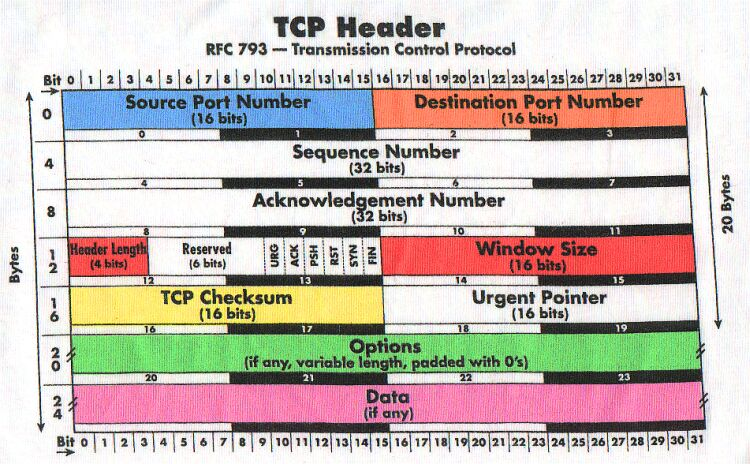 TCP Header
RFC 793 — Transmission Control Protocol
Bit 0 1 2 3 4 5 6 7 8 9 10 11 12 13 14 15 16 17 18 19 20 21 22 23 24 25 26 27 28 29 30 31
0
Source Port Number
(16 bits)
Destination Port Number
(16 bits)
0 1 2 3
4
Sequence Number
(32 bits)
4 5 6 7
8
Acknowledgement Number
(32 bits)
8 9 10 11
12
Header Length
(4 bits)
Reserved
(6 bits)
URG
ACK
PSH
RST
SYN
FIN
Window Size
(16 bits)
12 13 14 15
16
TCP Checksum
(16 bits)
Urgent Pointer
(16 bits)
16 17 18 19
20
Options
(if any, variable length, padded with 0's)
20 21 22 23
24
Data
(if any)
Bit 0 1 2 3 4 5 6 7 8 9 10 11 12 13 14 15 16 17 18 19 20 21 22 23 24 25 26 27 28 29 30 31
Bytes
20 Bytes